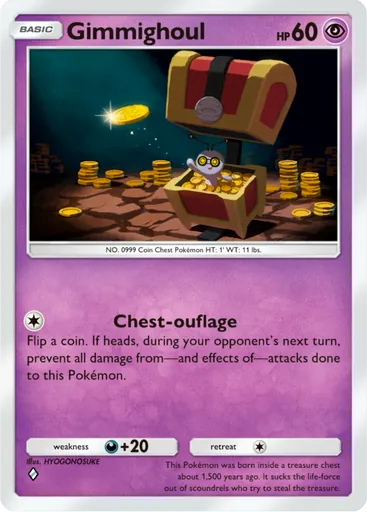 BASIC
Gimmighoul
HP 60
NO. 0999 Coin Chest Pokémon HT: 1' WT: 11 lbs.
Chest-ouflage
Flip a coin. If heads, during your opponent's next turn,
prevent all damage from—and effects of—attacks done
to this Pokémon.
weakness +20
retreat
Illus. HYOGONOSUKE
This Pokémon was born inside a treasure chest
about 1,500 years ago. It sucks the life-force
out of scoundrels who try to steal the treasure.